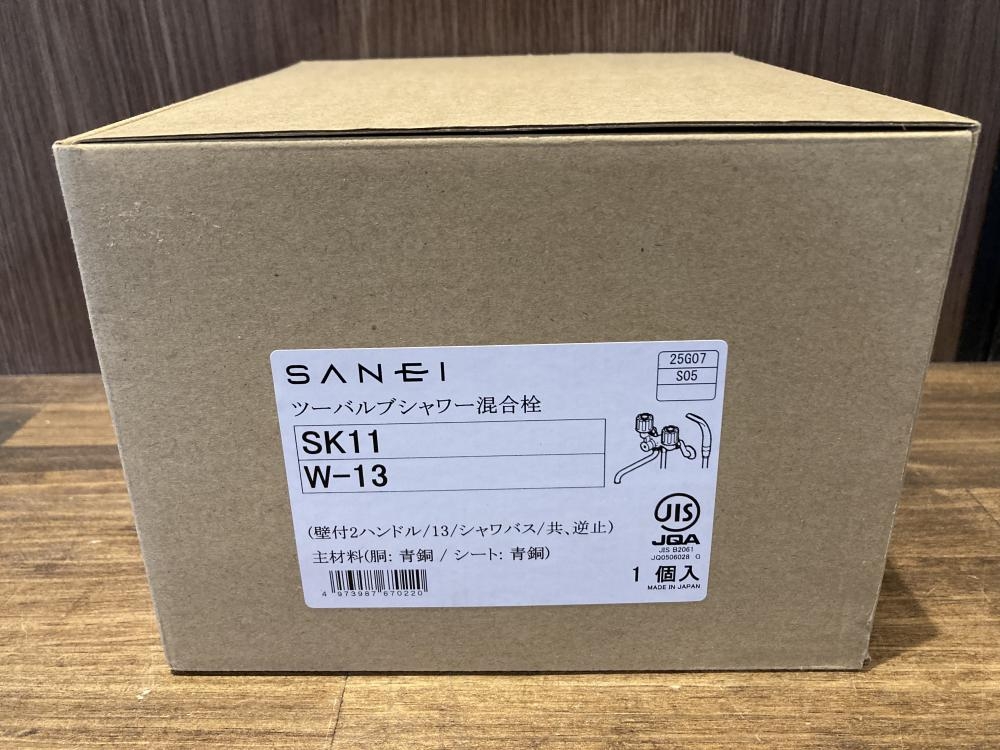 SANEI
25G07
S05
ツーバルブシャワー混合栓
SK11
W-13
(壁付2ハンドル/13/シャワバス/共、逆止)
主材料(胴: 青銅 / シート: 青銅)
4 973987 670220
JIS
JQA
JIS B2061
JQ0506028 G
1 個入
MADE IN JAPAN